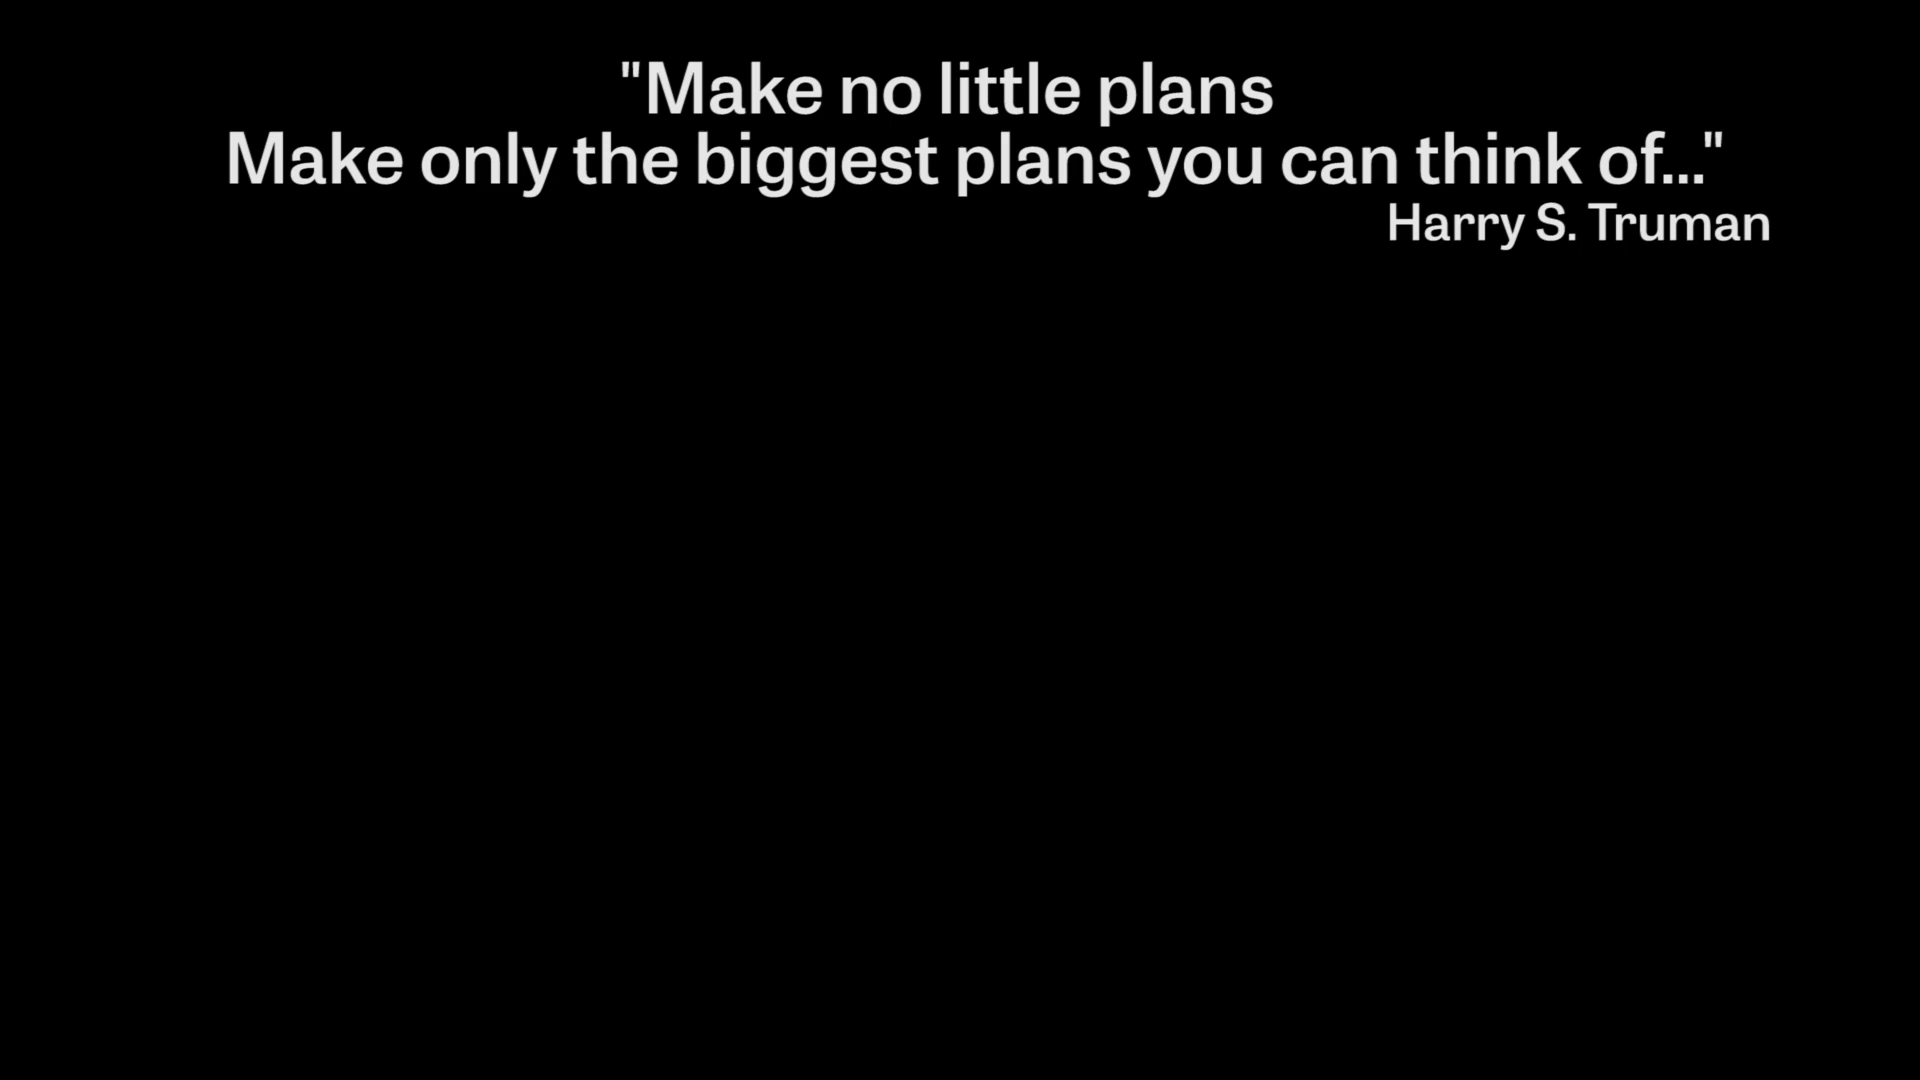 "Make no little plans
Make only the biggest plans you can think of..."
Harry S. Truman